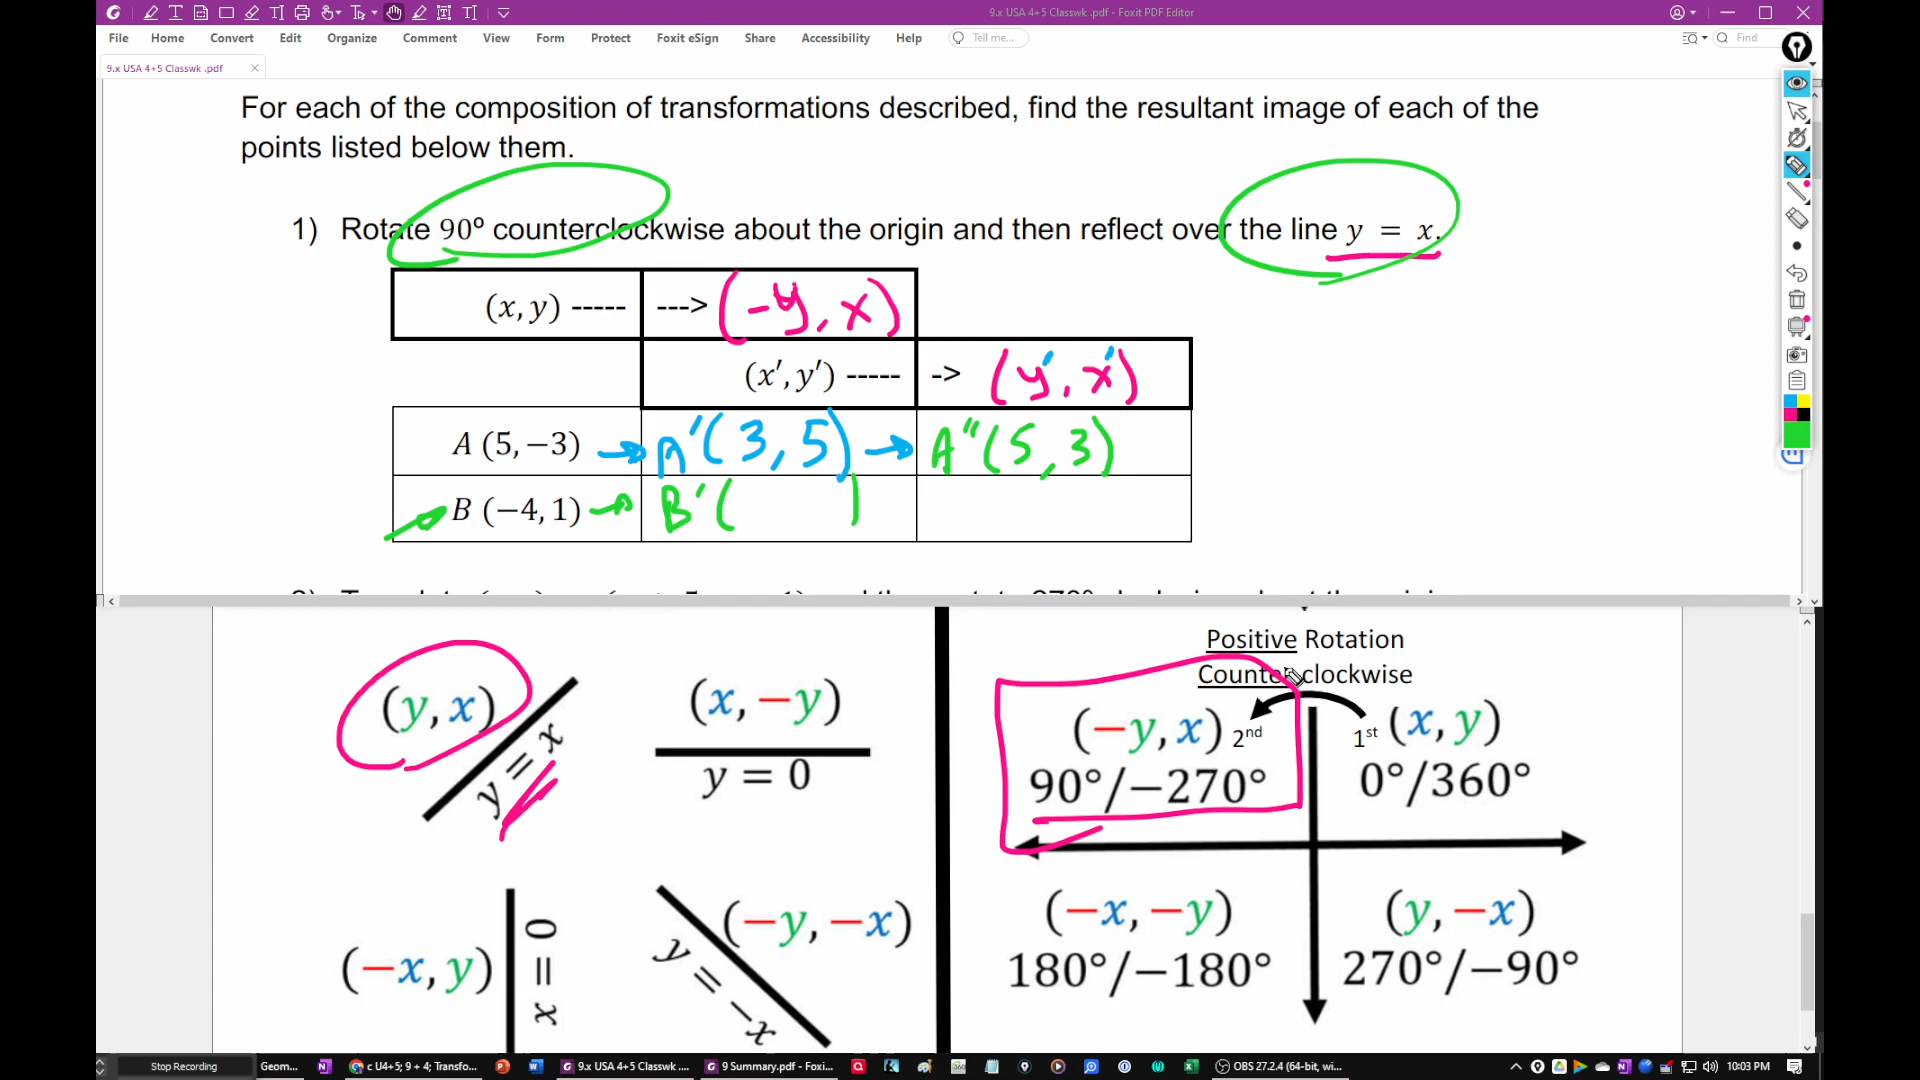 9.x USA 4+5 Classwk .pdf - Foxit PDF Editor
File Home Convert Edit Organize Comment View Form Protect Foxit eSign Share Accessibility Help Tell me... Find
9.x USA 4+5 Classwk .pdf
For each of the composition of transformations described, find the resultant image of each of the
points listed below them.
1) Rotate 90º counterclockwise about the origin and then reflect over the line y = x.
(x, y) ----- ---> (-y, x)
(x′, y′) ----- -> (y′, x′)
A (5, −3) → A′(3, 5) → A″(5, 3)
B (−4, 1) → B′( )
Positive Rotation
Counterclockwise
(y, x)
y = x
(x, −y)
y = 0
(−y, x) 2nd
90°/−270°
1st (x, y)
0°/360°
(−x, y)
x = 0
(−y, −x)
y = −x
(−x, −y)
180°/−180°
(y, −x)
270°/−90°
Stop Recording Geom... c U4+5; 9 + 4; Transfo... 9.x USA 4+5 Classwk .... 9 Summary.pdf - Foxi... OBS 27.2.4 (64-bit, wi... 10:03 PM